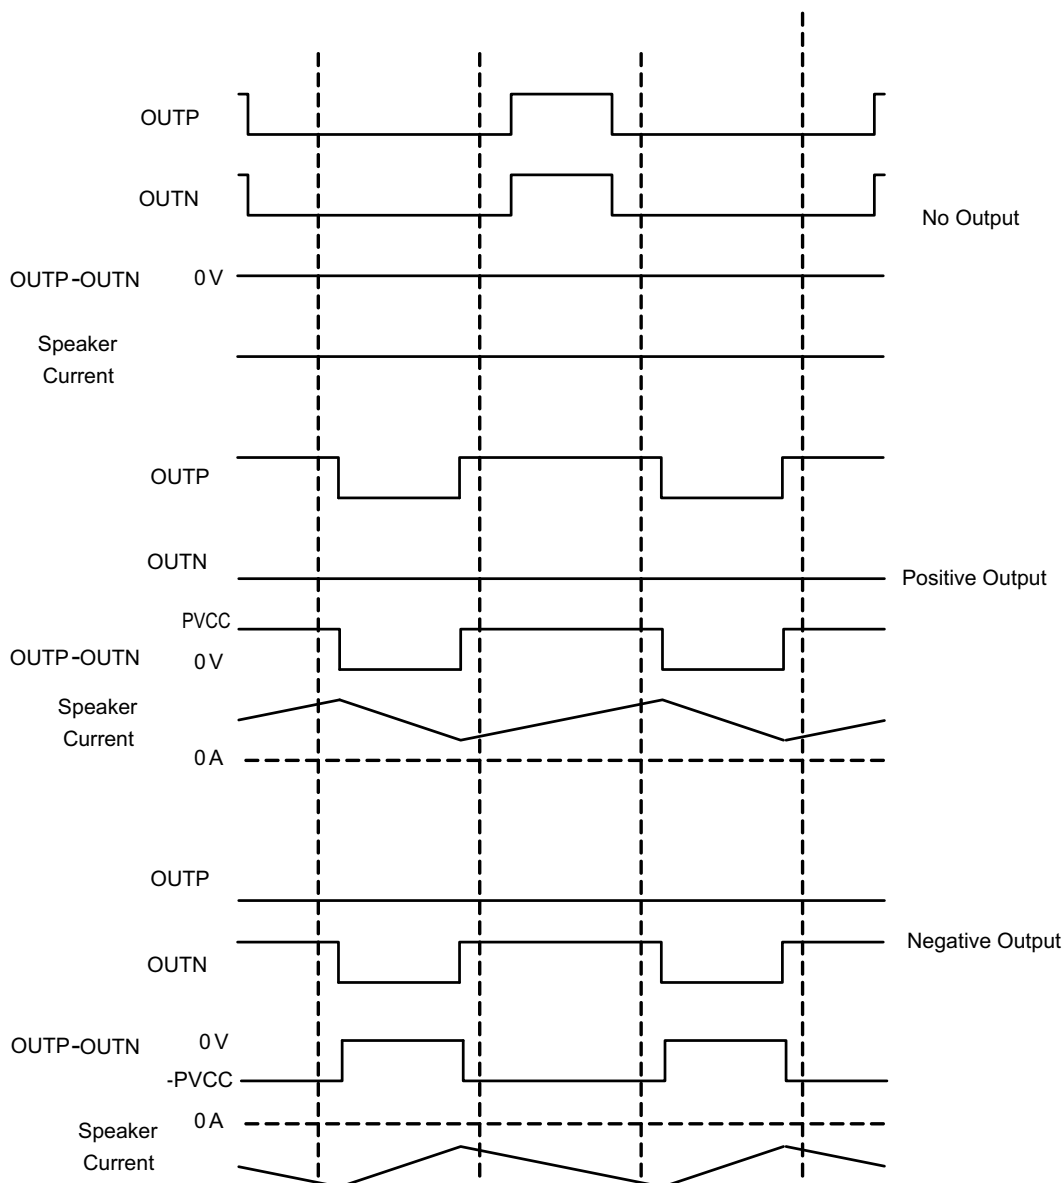 OUTP
OUTN
No Output
OUTP-OUTN 0 V
Speaker
Current
OUTP
OUTN
Positive Output
PVCC
OUTP-OUTN 0 V
Speaker
Current
0 A
OUTP
Negative Output
OUTN
OUTP-OUTN 0 V
-PVCC
0 A
Speaker
Current